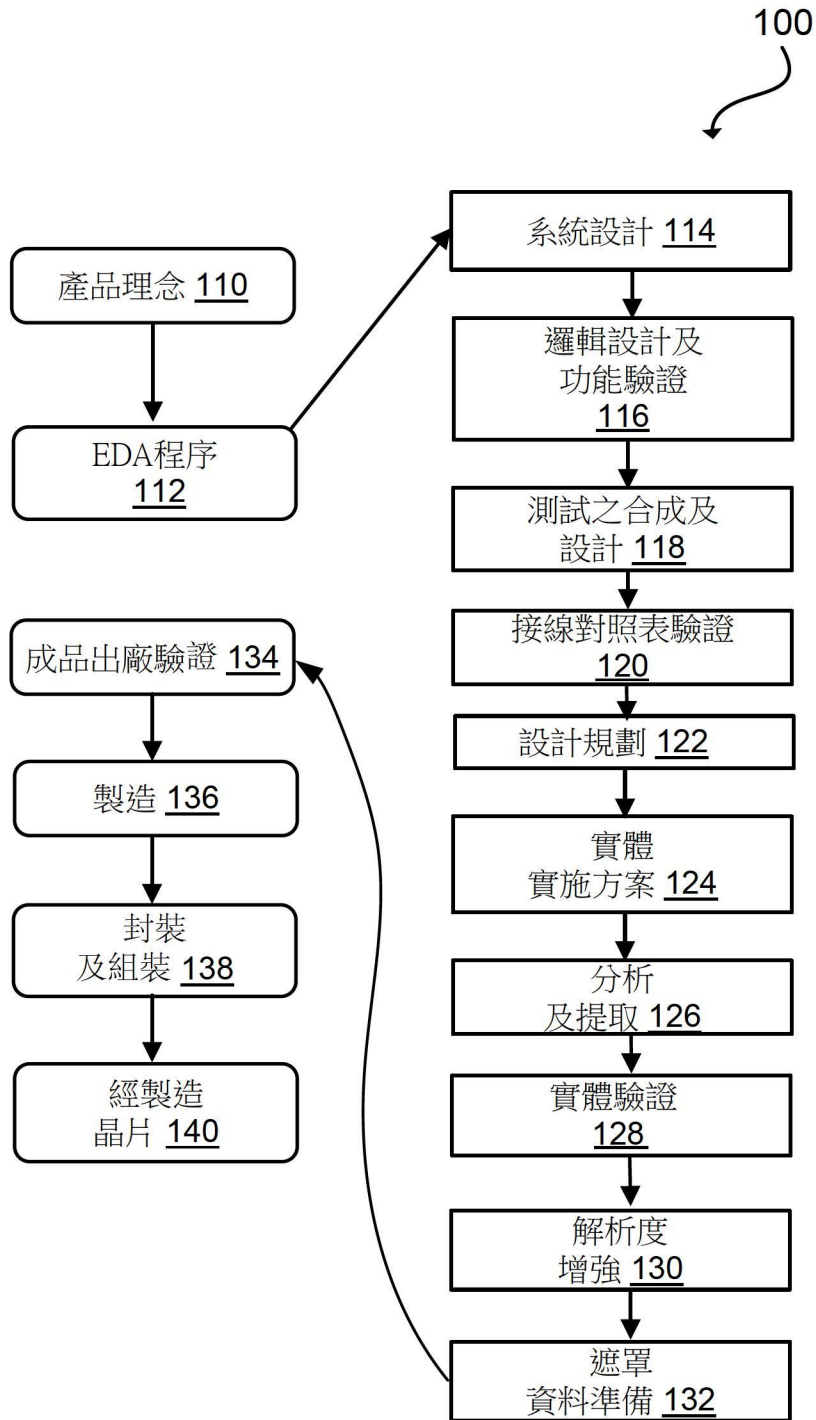 100
產品理念 110
EDA程序
112
系統設計 114
邏輯設計及
功能驗證
116
測試之合成及
設計 118
接線對照表驗證
120
設計規劃 122
實體
實施方案 124
分析
及提取 126
實體驗證
128
解析度
增強 130
遮罩
資料準備 132
成品出廠驗證 134
製造 136
封裝
及組裝 138
經製造
晶片 140